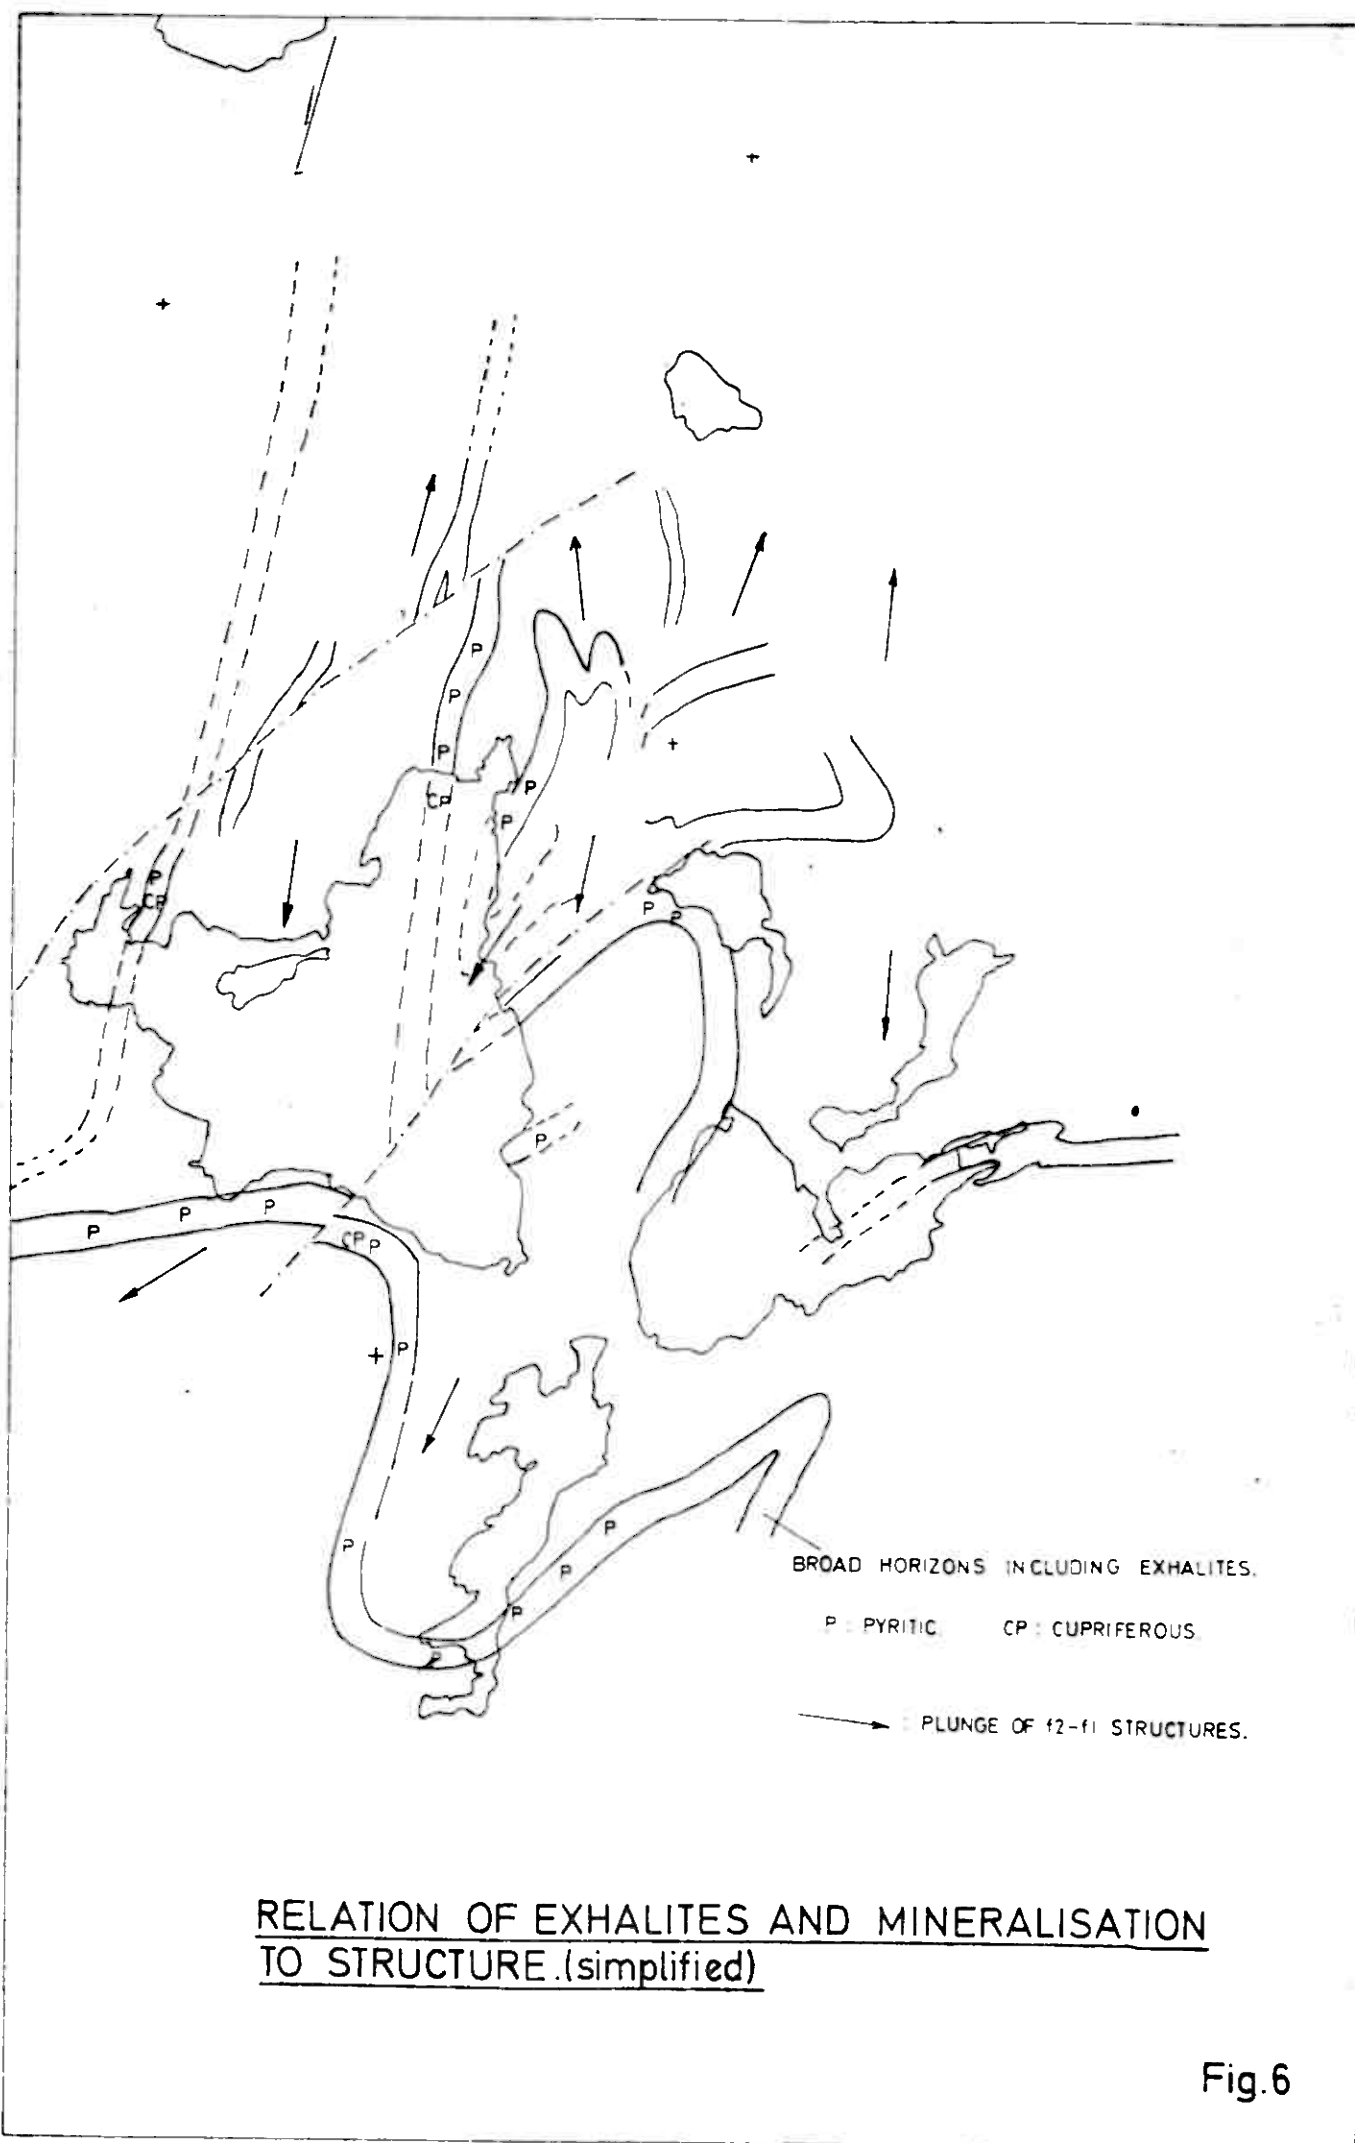 P
P
P
CP
P
P
P
CP
P P
P
P P P
CP P
P
P
P
P
P
P
BROAD HORIZONS INCLUDING EXHALITES.
P : PYRITIC CP : CUPRIFEROUS
: PLUNGE OF f2-f1 STRUCTURES.
RELATION OF EXHALITES AND MINERALISATION
TO STRUCTURE.(simplified)
Fig.6